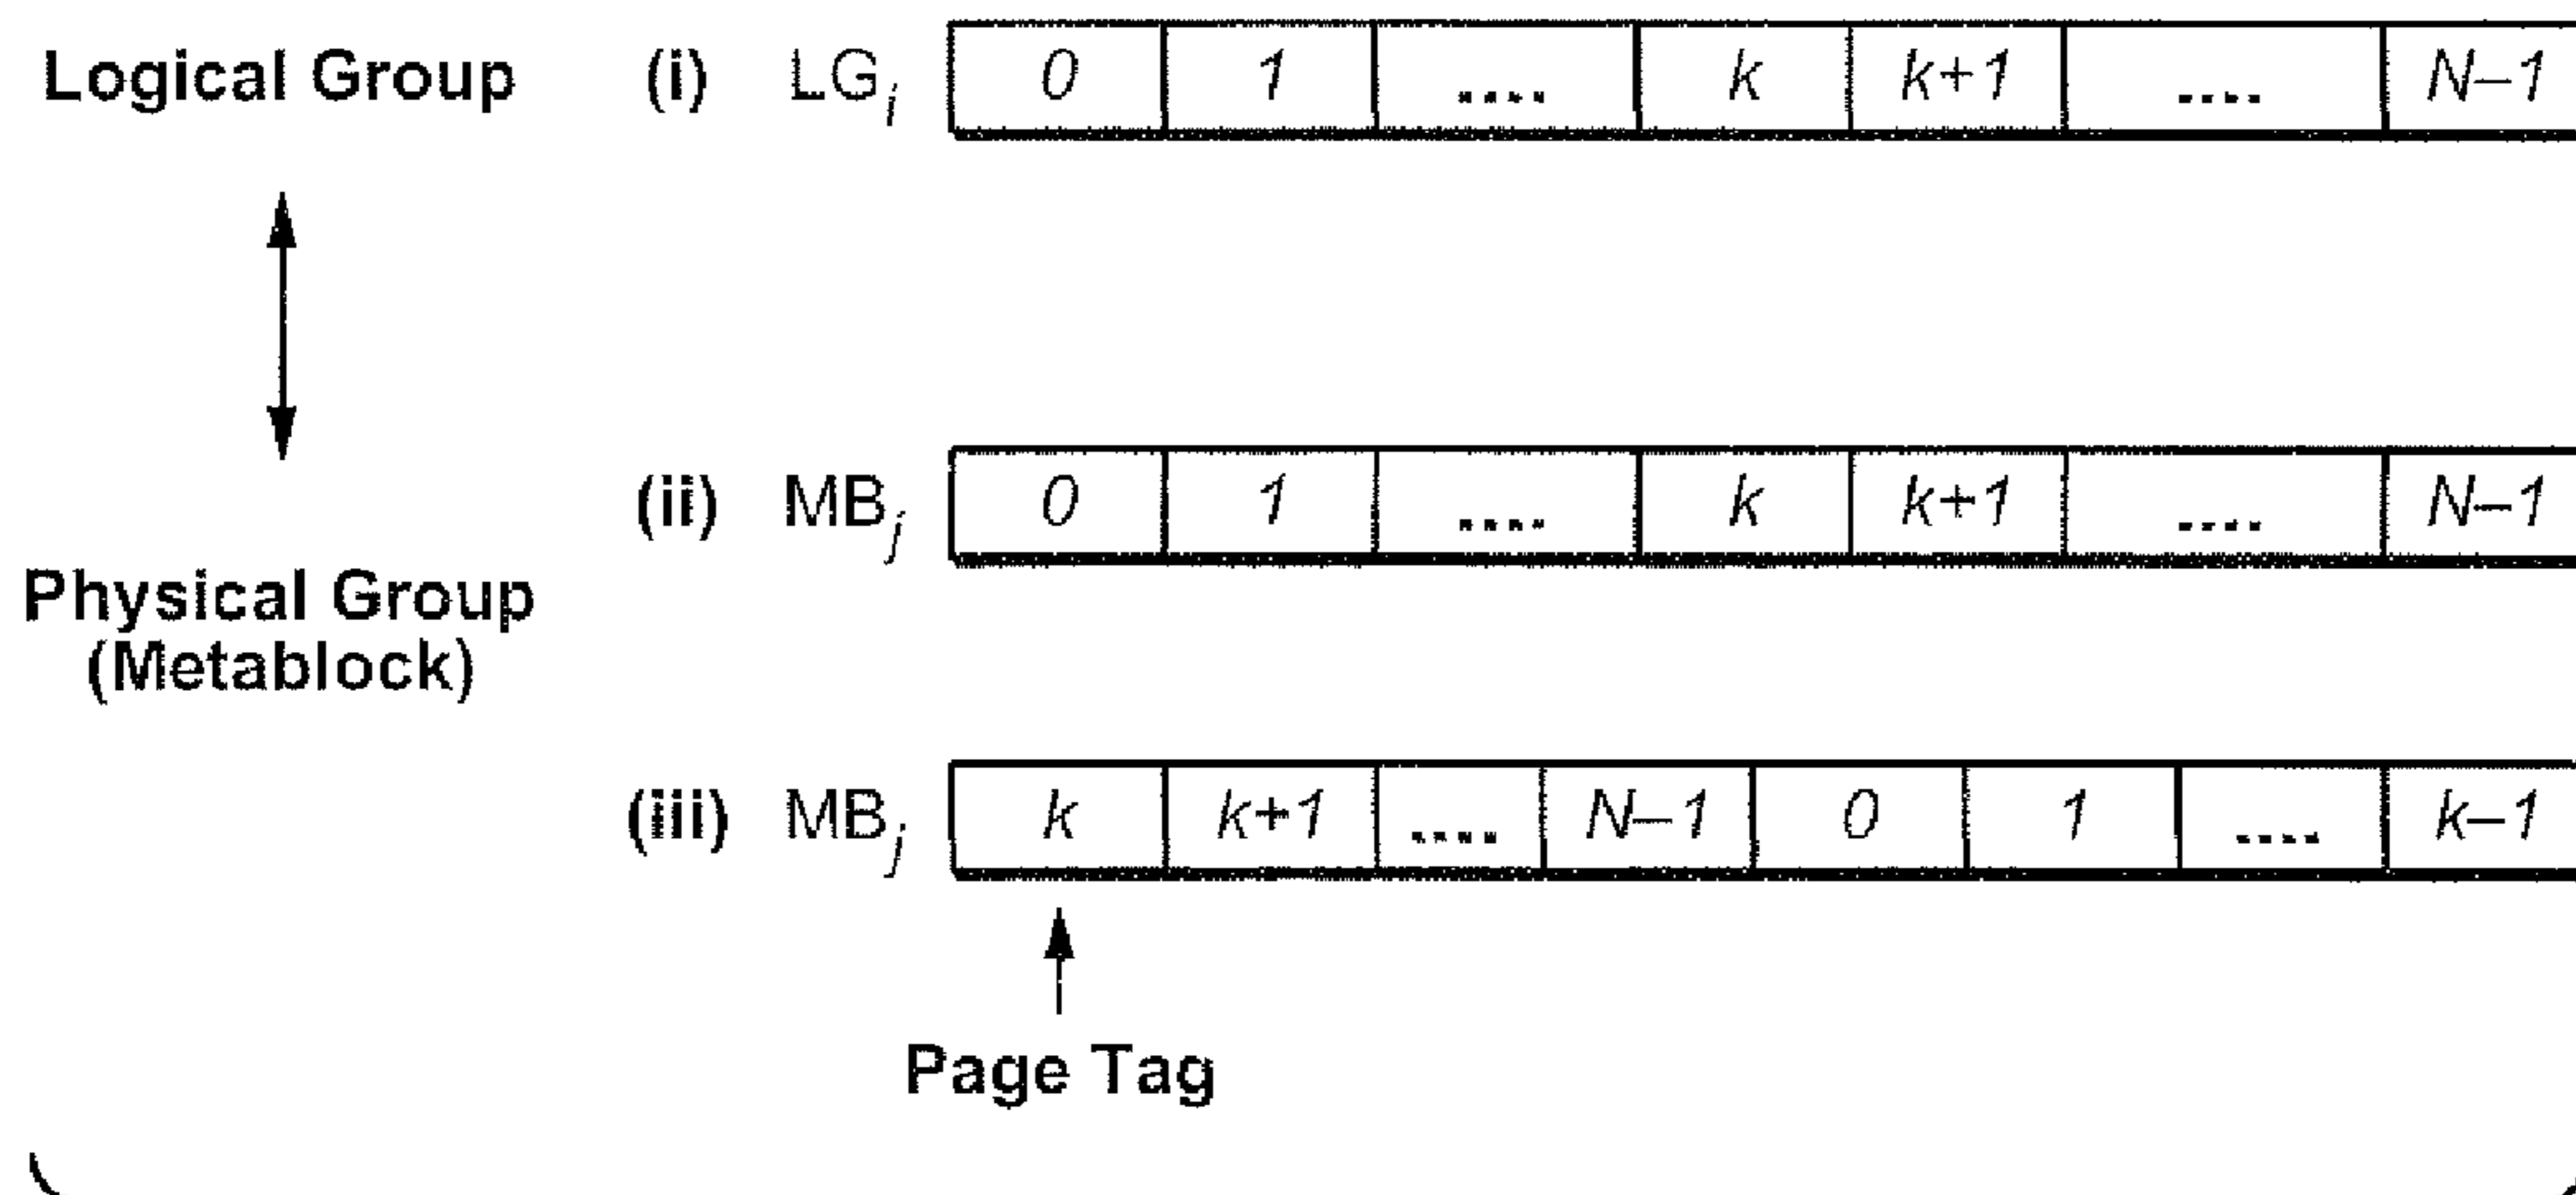 Logical Group (i) LGi 0 1 .... k k+1 .... N–1
(ii) MBj 0 1 .... k k+1 .... N–1
Physical Group
(Metablock)
(iii) MBj k k+1 .... N–1 0 1 .... k–1
Page Tag